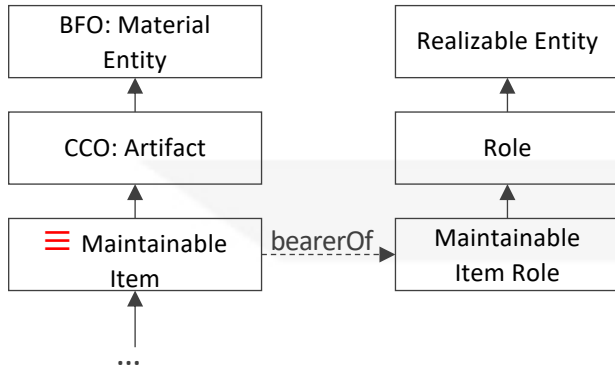 BFO: Material
Entity
Realizable Entity
CCO: Artifact
Role
Maintainable
Item
bearerOf
Maintainable
Item Role
...